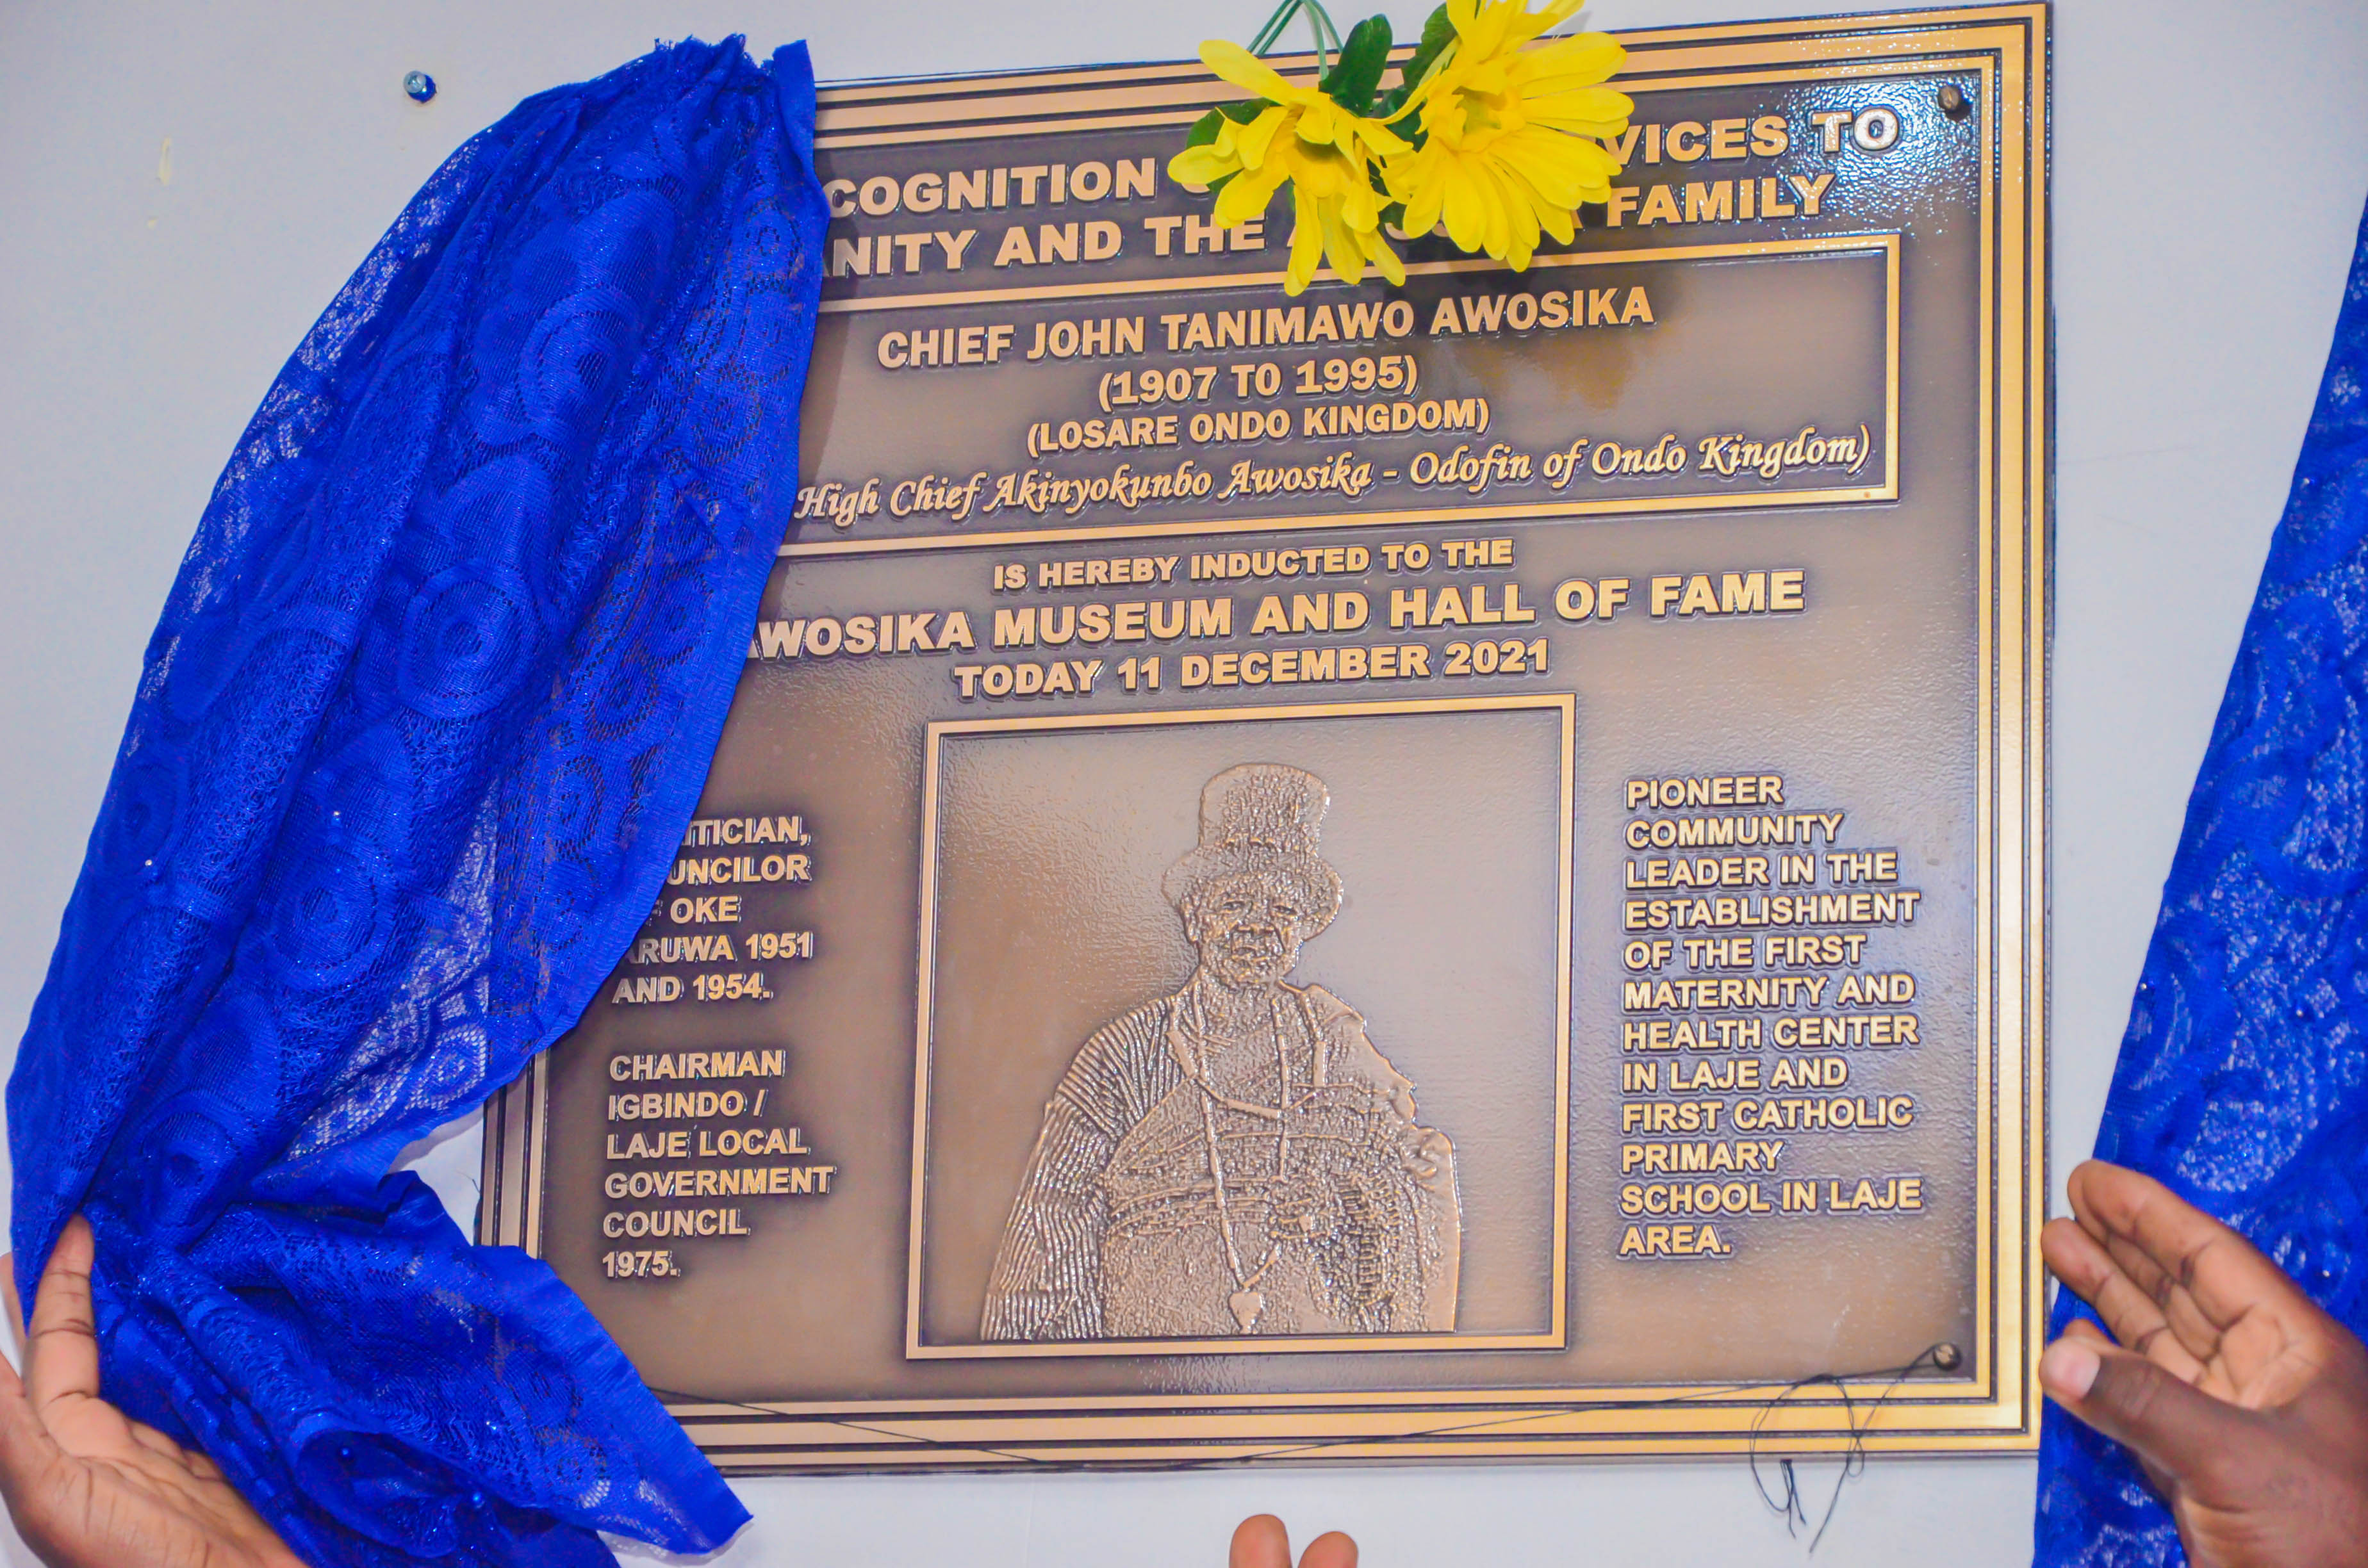 COGNITION VICES TO
NITY AND THE FAMILY
CHIEF JOHN TANIMAWO AWOSIKA
(1907 TO 1995)
(LOSARE ONDO KINGDOM)
High Chief Akinyokunbo Awosika - Odofin of Ondo Kingdom)
IS HEREBY INDUCTED TO THE
AWOSIKA MUSEUM AND HALL OF FAME
TODAY 11 DECEMBER 2021
ITICIAN,
UNCILOR
OKE
RUWA 1951
AND 1954.
CHAIRMAN
IGBINDO /
LAJE LOCAL
GOVERNMENT
COUNCIL
1975.
PIONEER
COMMUNITY
LEADER IN THE
ESTABLISHMENT
OF THE FIRST
MATERNITY AND
HEALTH CENTER
IN LAJE AND
FIRST CATHOLIC
PRIMARY
SCHOOL IN LAJE
AREA.